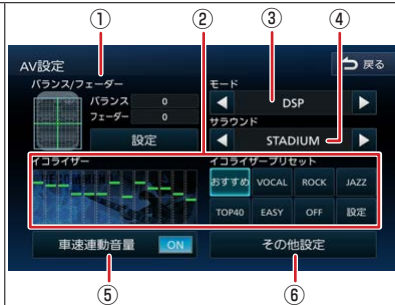 ① ② ③ ④
AV設定
戻る
バランス/フェーダー
モード
バランス 0
DSP
フェーダー 0
サラウンド
設定
STADIUM
イコライザー
イコライザープリセット
おすすめ VOCAL ROCK JAZZ
TOP40 EASY OFF 設定
車速連動音量 ON
その他設定
⑤ ⑥